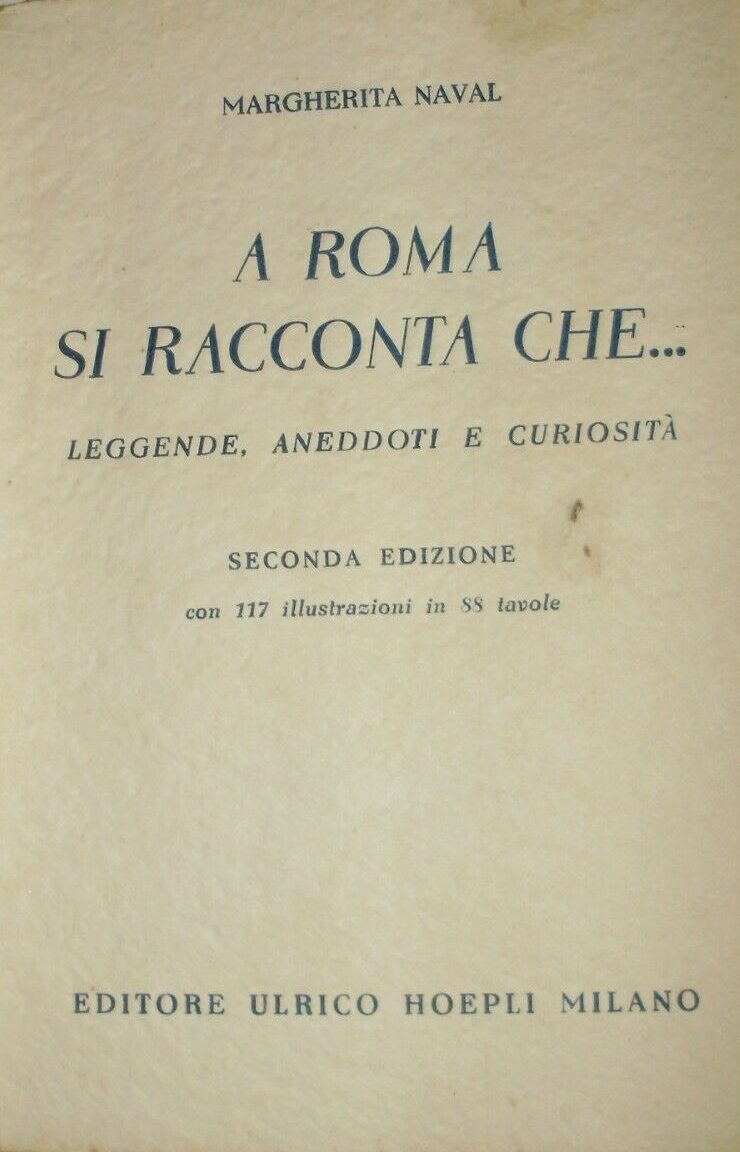 MARGHERITA NAVAL
A ROMA
SI RACCONTA CHE...
LEGGENDE, ANEDDOTI E CURIOSITÀ
SECONDA EDIZIONE
con 117 illustrazioni in 88 tavole
EDITORE ULRICO HOEPLI MILANO